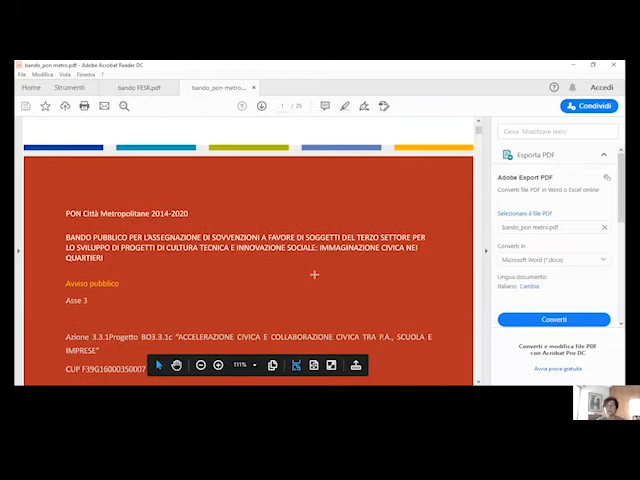 bando_pon metro.pdf - Adobe Acrobat Reader DC
File Modifica Vista Finestra ?
Home Strumenti bando FESR.pdf bando_pon metro.... × Accedi
1 / 25
Condividi
Cerca 'Modificare testo'
Esporta PDF
Adobe Export PDF
Converti file PDF in Word o Excel online
Selezionare il file PDF
bando_pon metro.pdf ×
Converti in
Microsoft Word (*.docx)
Lingua documento:
Italiano Cambia
Converti
Converti e modifica file PDF
con Acrobat Pro DC
Avvia prova gratuita
PON Città Metropolitane 2014-2020
BANDO PUBBLICO PER L'ASSEGNAZIONE DI SOVVENZIONI A FAVORE DI SOGGETTI DEL TERZO SETTORE PER
LO SVILUPPO DI PROGETTI DI CULTURA TECNICA E INNOVAZIONE SOCIALE: IMMAGINAZIONE CIVICA NEI
QUARTIERI
Avviso pubblico
Asse 3
Azione 3.3.1Progetto BO3.3.1c "ACCELERAZIONE CIVICA E COLLABORAZIONE CIVICA TRA P.A., SCUOLA E
IMPRESE"
CUP F39G16000350007
111%